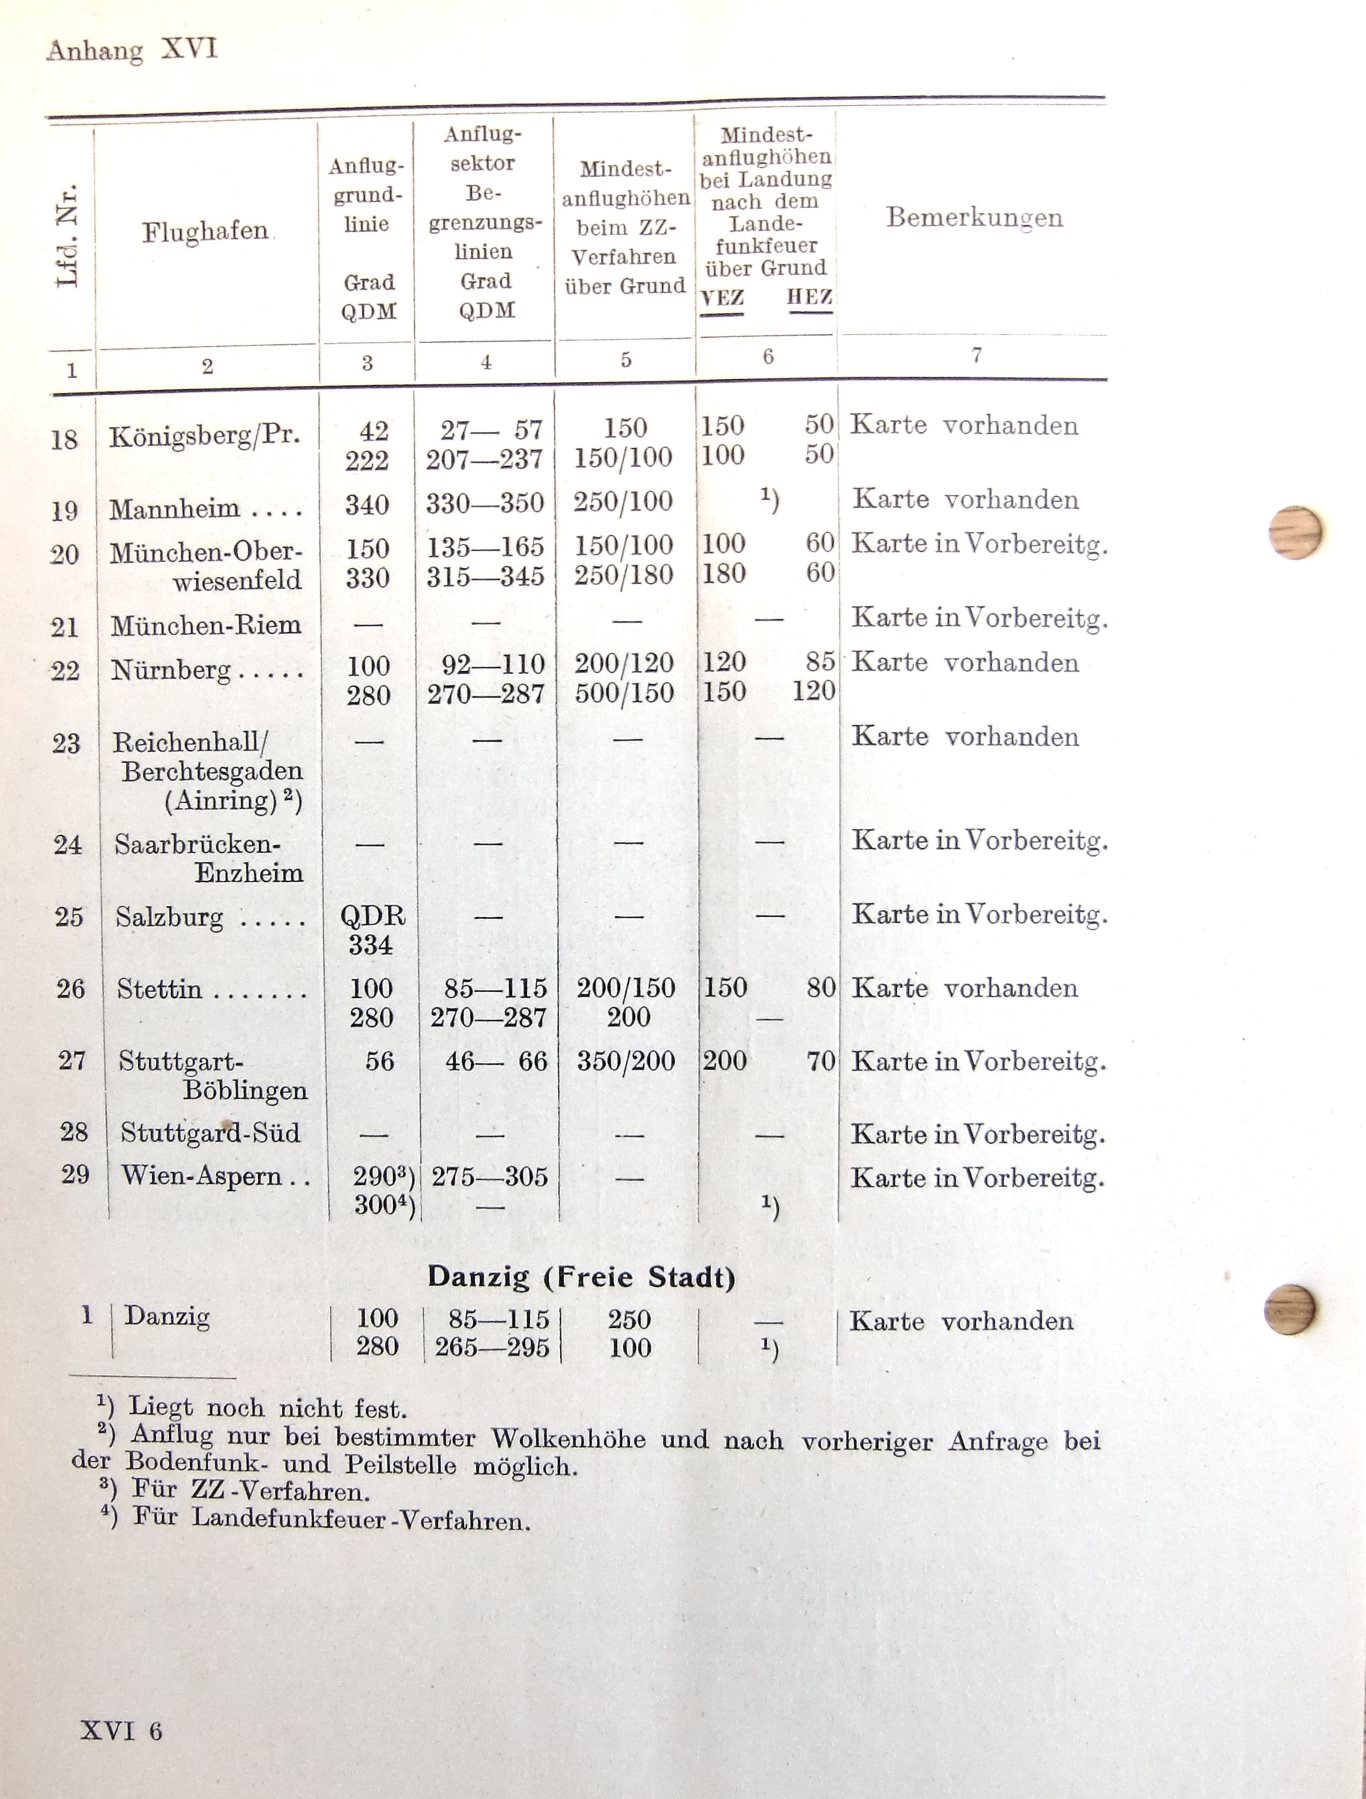 Anhang XVI
Lfd. Nr. | Flughafen | Anflug-grund-linie Grad QDM | Anflug-sektor Be-grenzungs-linien Grad QDM | Mindest-anflughöhen beim ZZ-Verfahren über Grund | Mindest-anflughöhen bei Landung nach dem Lande-funkfeuer über Grund VEZ HEZ | Bemerkungen
1 | 2 | 3 | 4 | 5 | 6 | 7
18 Königsberg/Pr. 42 27— 57 150 150 50 Karte vorhanden
222 207—237 150/100 100 50
19 Mannheim .... 340 330—350 250/100 ¹) Karte vorhanden
20 München-Ober- 150 135—165 150/100 100 60 Karte in Vorbereitg.
wiesenfeld 330 315—345 250/180 180 60
21 München-Riem — — — — Karte in Vorbereitg.
22 Nürnberg ..... 100 92—110 200/120 120 85 Karte vorhanden
280 270—287 500/150 150 120
23 Reichenhall/ — — — — Karte vorhanden
Berchtesgaden
(Ainring) ²)
24 Saarbrücken- — — — — Karte in Vorbereitg.
Enzheim
25 Salzburg ..... QDR — — — Karte in Vorbereitg.
334
26 Stettin ....... 100 85—115 200/150 150 80 Karte vorhanden
280 270—287 200 —
27 Stuttgart- 56 46— 66 350/200 200 70 Karte in Vorbereitg.
Böblingen
28 Stuttgard-Süd — — — — Karte in Vorbereitg.
29 Wien-Aspern .. 290³) 275—305 — Karte in Vorbereitg.
300⁴) — ¹)
Danzig (Freie Stadt)
1 Danzig 100 85—115 250 — Karte vorhanden
280 265—295 100 ¹)
¹) Liegt noch nicht fest.
²) Anflug nur bei bestimmter Wolkenhöhe und nach vorheriger Anfrage bei
der Bodenfunk- und Peilstelle möglich.
³) Für ZZ-Verfahren.
⁴) Für Landefunkfeuer-Verfahren.
XVI 6